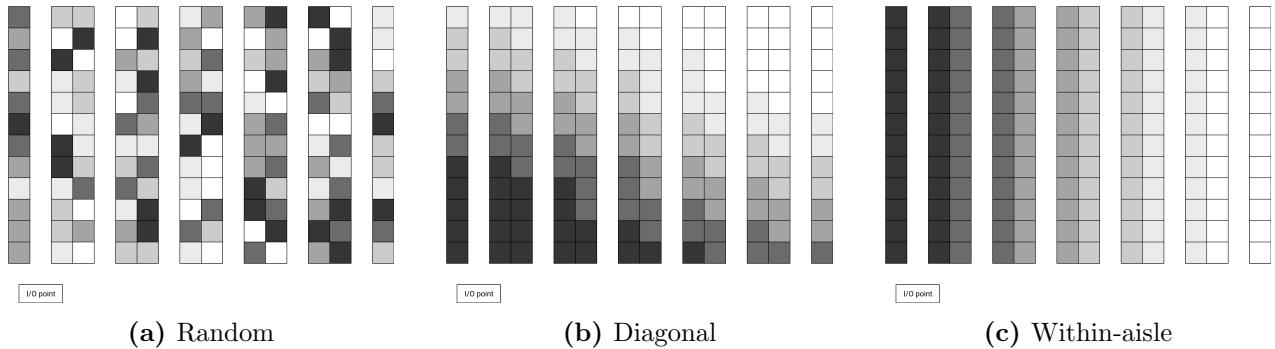 I/O point
I/O point
I/O point
(a) Random
(b) Diagonal
(c) Within-aisle